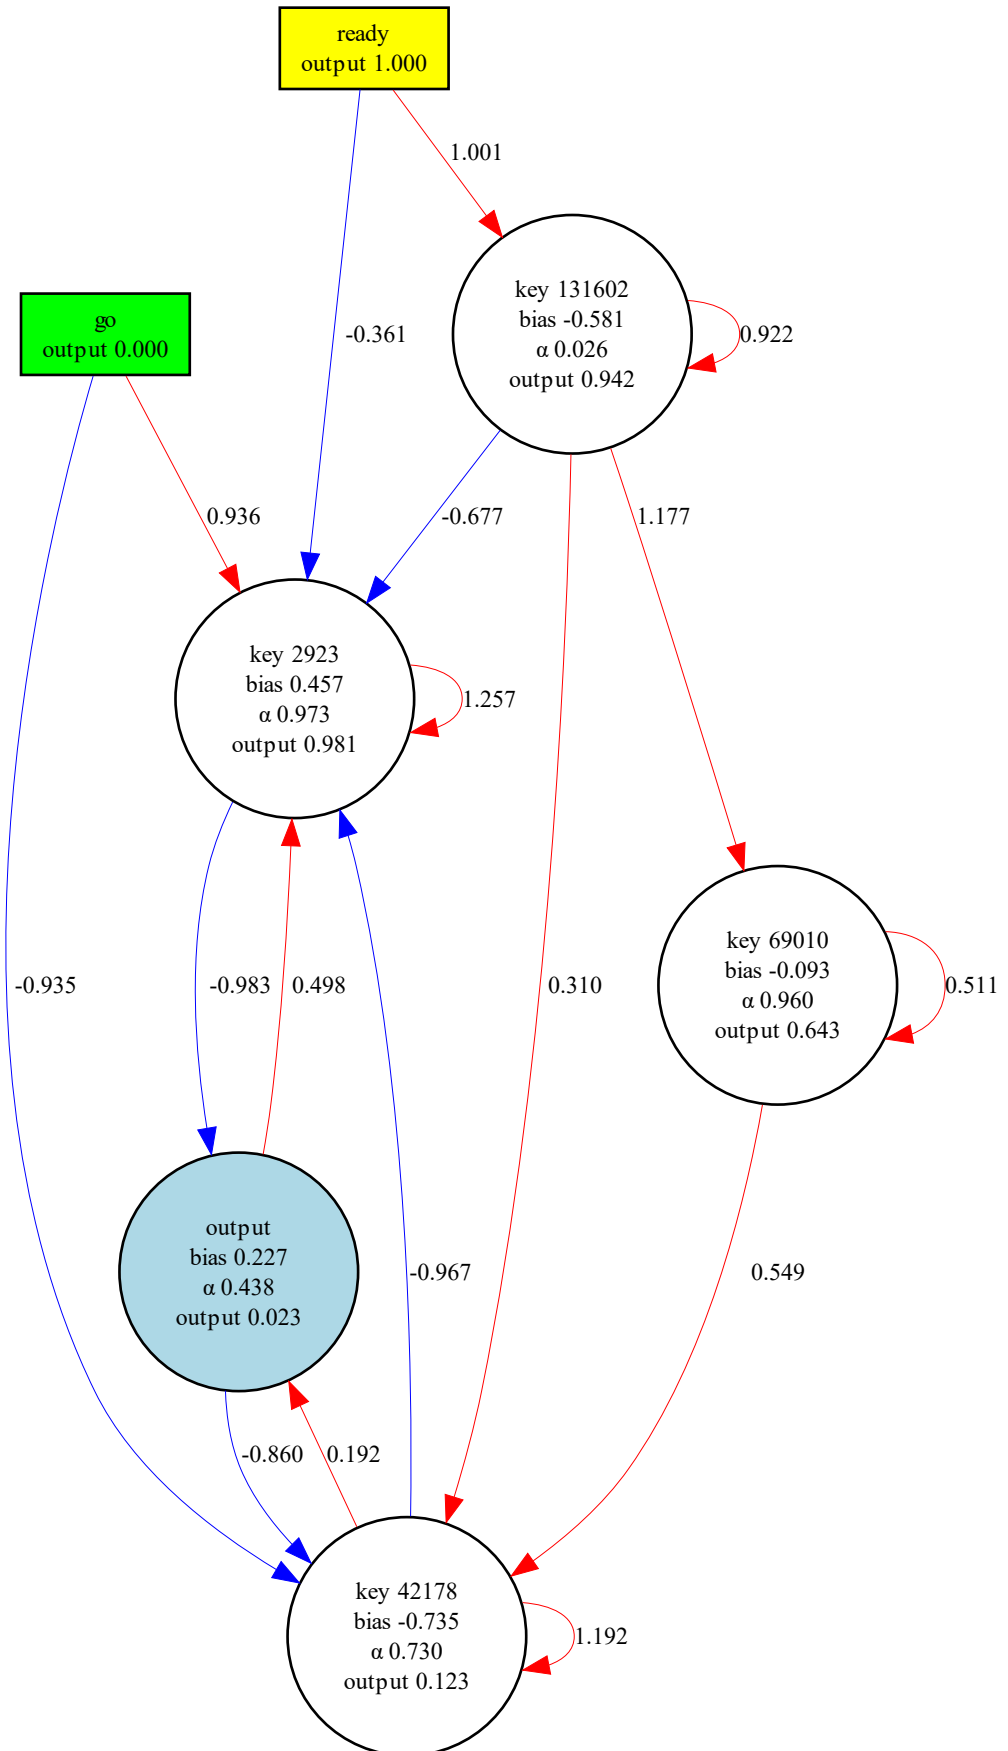 ready
output 1.000
1.001
key 131602
bias -0.581
α 0.026
output 0.942
0.922
go
output 0.000
-0.361
0.936
-0.677
1.177
key 2923
bias 0.457
α 0.973
output 0.981
1.257
key 69010
bias -0.093
α 0.960
output 0.643
0.511
-0.935
-0.983
0.498
0.310
output
bias 0.227
α 0.438
output 0.023
-0.967
0.549
-0.860
0.192
key 42178
bias -0.735
α 0.730
output 0.123
1.192